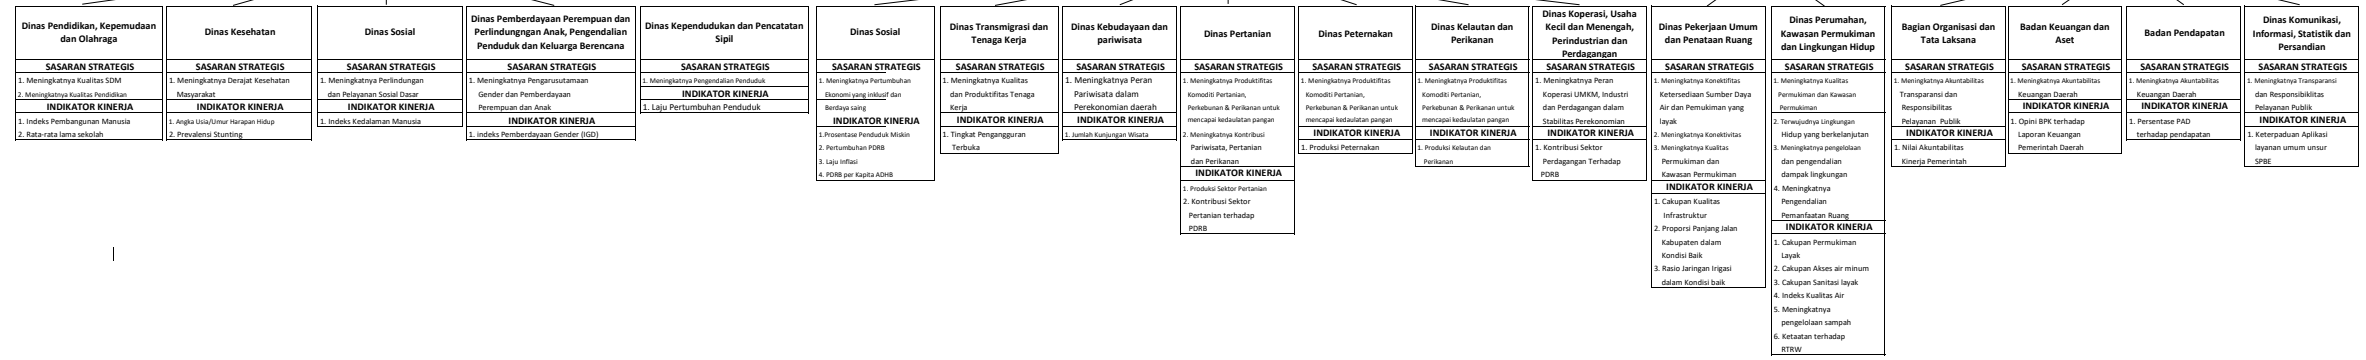 Dinas Pendidikan, Kepemudaan
dan Olahraga
SASARAN STRATEGIS
1. Meningkatnya Kualitas SDM
2. Meningkatnya Kualitas Pendidikan
INDIKATOR KINERJA
1. Indeks Pembangunan Manusia
2. Rata-rata lama sekolah
Dinas Kesehatan
SASARAN STRATEGIS
1. Meningkatnya Derajat Kesehatan
Masyarakat
INDIKATOR KINERJA
1. Angka Usia/Umur Harapan Hidup
2. Prevalensi Stunting
Dinas Sosial
SASARAN STRATEGIS
1. Meningkatnya Perlindungan
dan Pelayanan Sosial Dasar
INDIKATOR KINERJA
1. Indeks Kedalaman Manusia
Dinas Pemberdayaan Perempuan dan
Perlindungngan Anak, Pengendalian
Penduduk dan Keluarga Berencana
SASARAN STRATEGIS
1. Meningkatnya Pengarusutamaan
Gender dan Pemberdayaan
Perempuan dan Anak
INDIKATOR KINERJA
1. indeks Pemberdayaan Gender (IGD)
Dinas Kependudukan dan Pencatatan
Sipil
SASARAN STRATEGIS
1. Meningkatnya Pengendalian Penduduk
INDIKATOR KINERJA
1. Laju Pertumbuhan Penduduk
Dinas Sosial
SASARAN STRATEGIS
1. Meningkatnya Pertumbuhan
Ekonomi yang inklusif dan
Berdaya saing
INDIKATOR KINERJA
1.Prosentase Penduduk Miskin
2. Pertumbuhan PDRB
3. Laju Inflasi
4. PDRB per Kapita ADHB
Dinas Transmigrasi dan
Tenaga Kerja
SASARAN STRATEGIS
1. Meningkatnya Kualitas
dan Produktifitas Tenaga
Kerja
INDIKATOR KINERJA
1. Tingkat Pengangguran
Terbuka
Dinas Kebudayaan dan
pariwisata
SASARAN STRATEGIS
1. Meningkatnya Peran
Pariwisata dalam
Perekonomian daerah
INDIKATOR KINERJA
1. Jumlah Kunjungan Wisata
Dinas Pertanian
SASARAN STRATEGIS
1. Meningkatnya Produktifitas
Komoditi Pertanian,
Perkebunan & Perikanan untuk
mencapai kedaulatan pangan
2. Meningkatnya Kontribusi
Pariwisata, Pertanian
dan Perikanan
INDIKATOR KINERJA
1. Produksi Sektor Pertanian
2. Kontribusi Sektor
Pertanian terhadap
PDRB
Dinas Peternakan
SASARAN STRATEGIS
1. Meningkatnya Produktifitas
Komoditi Pertanian,
Perkebunan & Perikanan untuk
mencapai kedaulatan pangan
INDIKATOR KINERJA
1. Produksi Peternakan
Dinas Kelautan dan
Perikanan
SASARAN STRATEGIS
1. Meningkatnya Produktifitas
Komoditi Pertanian,
Perkebunan & Perikanan untuk
mencapai kedaulatan pangan
INDIKATOR KINERJA
1. Produksi Kelautan dan
Perikanan
Dinas Koperasi, Usaha
Kecil dan Menengah,
Perindustrian dan
Perdagangan
SASARAN STRATEGIS
1. Meningkatnya Peran
Koperasi UMKM, Industri
dan Perdagangan dalam
Stabilitas Perekonomian
INDIKATOR KINERJA
1. Kontribusi Sektor
Perdagangan Terhadap
PDRB
Dinas Pekerjaan Umum
dan Penataan Ruang
SASARAN STRATEGIS
1. Meningkatnya Konektifitas
Ketersediaan Sumber Daya
Air dan Pemukiman yang
layak
2. Meningkatnya Konektivitas
3. Meningkatnya Kualitas
Permukiman dan
Kawasan Permukiman
INDIKATOR KINERJA
1. Cakupan Kualitas
Infrastruktur
2. Proporsi Panjang Jalan
Kabupaten dalam
Kondisi Baik
3. Rasio Jaringan Irigasi
dalam Kondisi baik
Dinas Perumahan,
Kawasan Permukiman
dan Lingkungan Hidup
SASARAN STRATEGIS
1. Meningkatnya Kualitas
Permukiman dan Kawasan
Permukiman
2. Terwujudnya Lingkungan
Hidup yang berkelanjutan
3. Meningkatnya pengelolaan
dan pengendalian
dampak lingkungan
4. Meningkatnya
Pengendalian
Pemanfaatan Ruang
INDIKATOR KINERJA
1. Cakupan Permukiman
Layak
2. Cakupan Akses air minum
3. Cakupan Sanitasi layak
4. Indeks Kualitas Air
5. Meningkatnya
pengelolaan sampah
6. Ketaatan terhadap
RTRW
Bagian Organisasi dan
Tata Laksana
SASARAN STRATEGIS
1. Meningkatnya Akuntabilitas
Transparansi dan
Responsibilitas
Pelayanan Publik
INDIKATOR KINERJA
1. Nilai Akuntabilitas
Kinerja Pemerintah
Badan Keuangan dan
Aset
SASARAN STRATEGIS
1. Meningkatnya Akuntabilitas
Keuangan Daerah
INDIKATOR KINERJA
1. Opini BPK terhadap
Laporan Keuangan
Pemerintah Daerah
Badan Pendapatan
SASARAN STRATEGIS
1. Meningkatnya Akuntabilitas
Keuangan Daerah
INDIKATOR KINERJA
1. Persentase PAD
terhadap pendapatan
Dinas Komunikasi,
Informasi, Statistik dan
Persandian
SASARAN STRATEGIS
1. Meningkatnya Transparansi
dan Responsibiklitas
Pelayanan Publik
INDIKATOR KINERJA
1. Keterpaduan Aplikasi
layanan umum unsur
SPBE